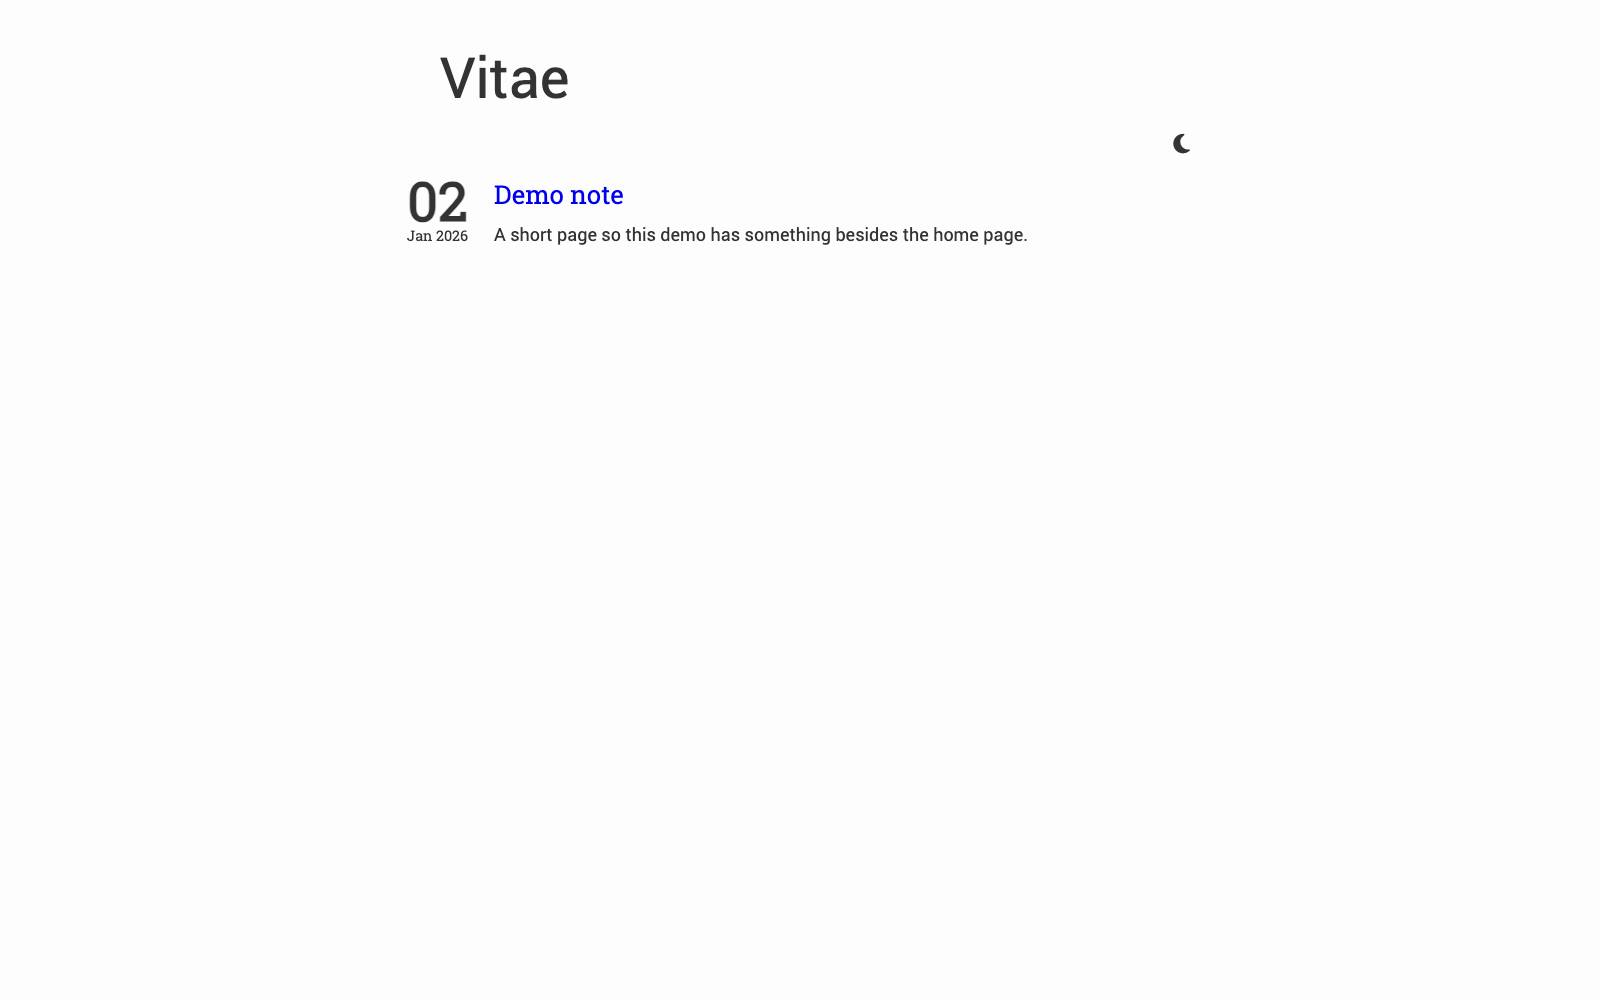 Vitae
02
Jan 2026
Demo note
A short page so this demo has something besides the home page.